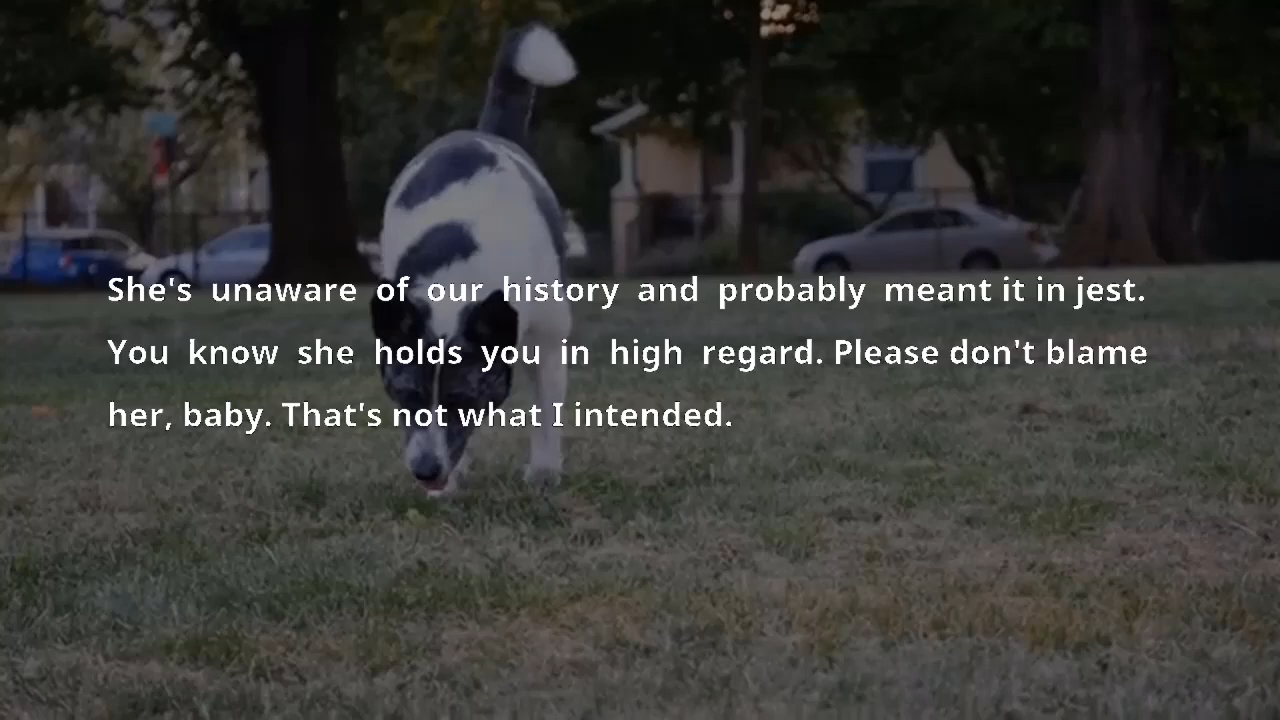 She's unaware of our history and probably meant it in jest.
You know she holds you in high regard. Please don't blame
her, baby. That's not what I intended.